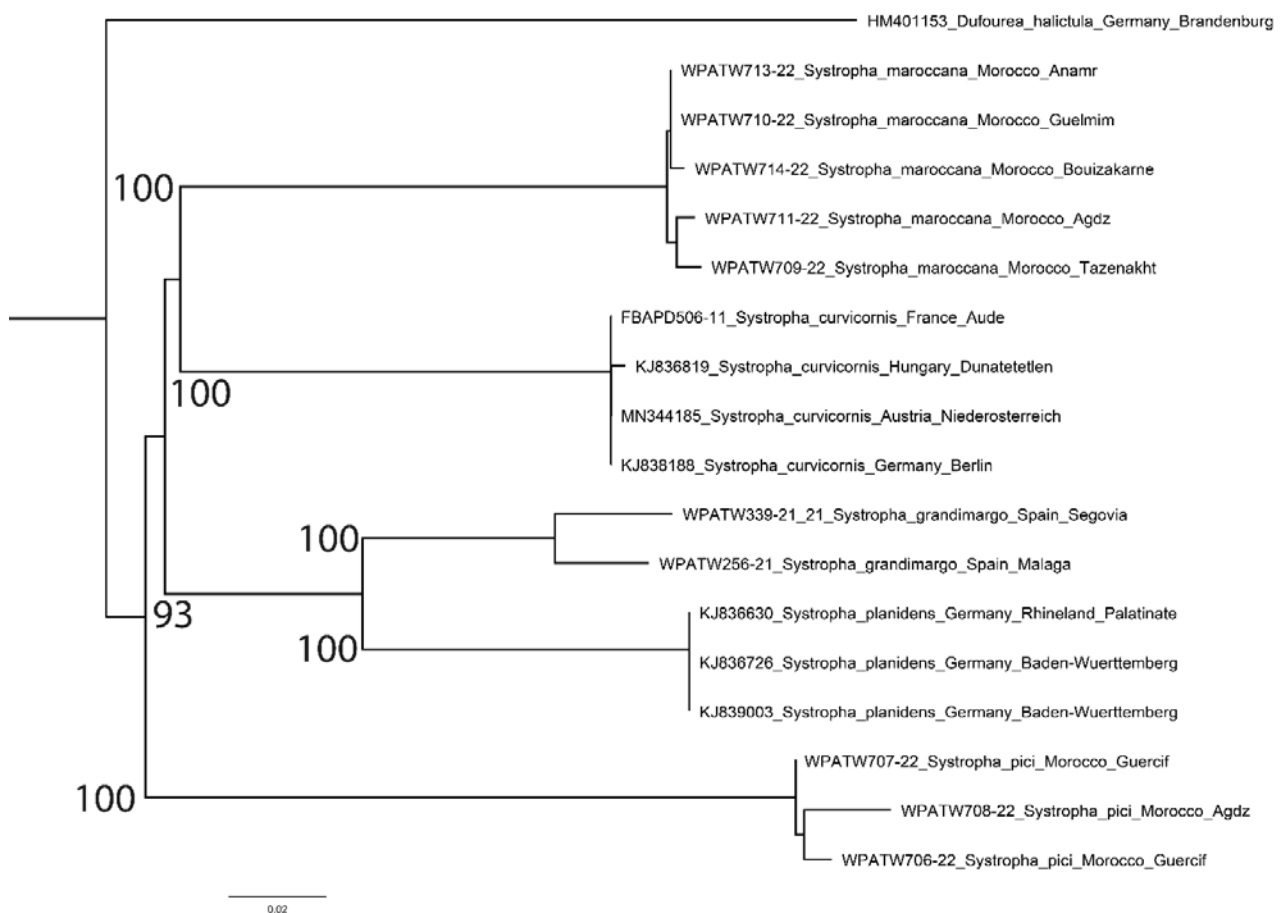 HM401153_Dufourea_halictula_Germany_Brandenburg
WPATW713-22_Systropha_maroccana_Morocco_Anamr
WPATW710-22_Systropha_maroccana_Morocco_Guelmim
WPATW714-22_Systropha_maroccana_Morocco_Bouizakarne
100
WPATW711-22_Systropha_maroccana_Morocco_Agdz
WPATW709-22_Systropha_maroccana_Morocco_Tazenakht
FBAPD506-11_Systropha_curvicornis_France_Aude
KJ836819_Systropha_curvicornis_Hungary_Dunatetetlen
100
MN344185_Systropha_curvicornis_Austria_Niederosterreich
KJ838188_Systropha_curvicornis_Germany_Berlin
WPATW339-21_21_Systropha_grandimargo_Spain_Segovia
100
WPATW256-21_Systropha_grandimargo_Spain_Malaga
93
KJ836630_Systropha_planidens_Germany_Rhineland_Palatinate
100
KJ836726_Systropha_planidens_Germany_Baden-Wuerttemberg
KJ839003_Systropha_planidens_Germany_Baden-Wuerttemberg
WPATW707-22_Systropha_pici_Morocco_Guercif
100
WPATW708-22_Systropha_pici_Morocco_Agdz
WPATW706-22_Systropha_pici_Morocco_Guercif
0.02